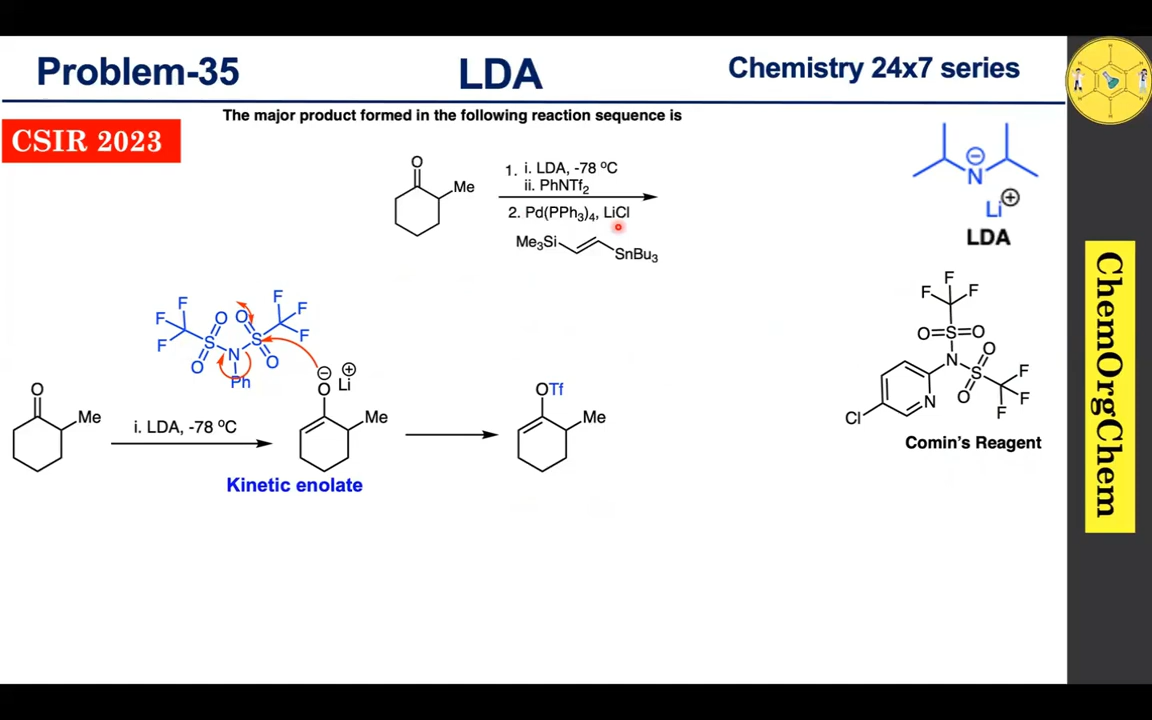 Problem-35
LDA
Chemistry 24x7 series
The major product formed in the following reaction sequence is
CSIR 2023
O
Me
1. i. LDA, -78 ºC
ii. PhNTf₂
2. Pd(PPh₃)₄, LiCl
Me₃Si
SnBu₃
N
⊖
Li
⊕
LDA
F
F
F
S
O
O
N
Ph
S
O
O
F
F
F
O
Me
i. LDA, -78 ºC
⊖
O
Li
⊕
Me
Kinetic enolate
OTf
Me
F
F
F
O=S=O
N
S
O
O
F
F
F
N
Cl
Comin's Reagent
H
H
H
H
H
H
ChemOrgChem